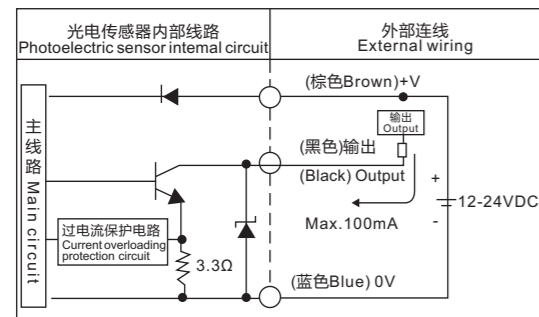 光电传感器内部线路
Photoelectric sensor intemal circuit
外部连线
External wiring
(棕色Brown)+V
输出
Output
(黑色)输出
(Black) Output
主线路 Main circuit
过电流保护电路
Current overloading
protection circuit
3.3Ω
Max.100mA
+
12-24VDC
-
(蓝色Blue) 0V